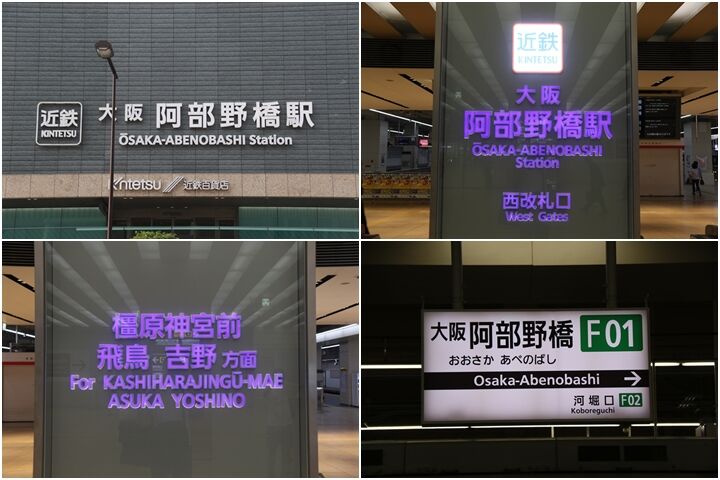 近鉄
KINTETSU
大阪 阿部野橋駅
ŌSAKA-ABENOBASHI Station
Kintetsu 近鉄百貨店
近鉄
KINTETSU
大阪
阿部野橋駅
ŌSAKA-ABENOBASHI
Station
西改札口
West Gates
橿原神宮前
飛鳥 吉野 方面
For KASHIHARAJINGŪ-MAE
ASUKA YOSHINO
大阪 阿部野橋 F01
おおさか あべのばし
Osaka-Abenobashi →
河堀口 F02
Koboreguchi